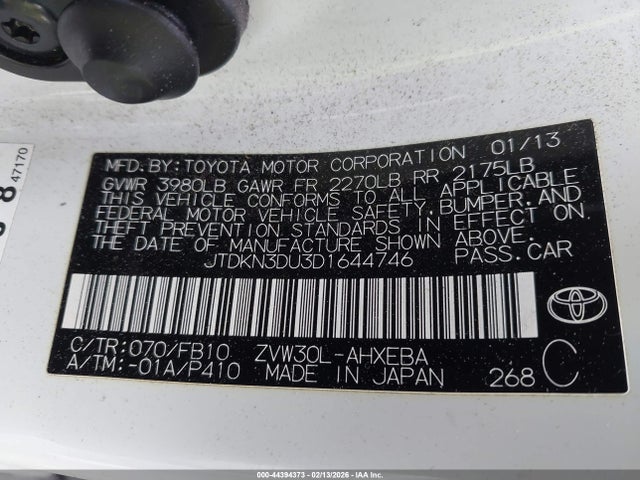 MFD. BY: TOYOTA MOTOR CORPORATION 01/13
GVWR 3980LB GAWR FR 2270LB RR 2175LB
THIS VEHICLE CONFORMS TO ALL APPLICABLE
FEDERAL MOTOR VEHICLE SAFETY, BUMPER, AND
THEFT PREVENTION STANDARDS IN EFFECT ON
THE DATE OF MANUFACTURE SHOWN ABOVE.
JTDKN3DU3D1644746 PASS. CAR
C/TR: 070/FB10 ZVW30L-AHXEBA
A/TM: -01A/P410 MADE IN JAPAN 268 C
47170
000-44394373 - 02/13/2026 - IAA Inc.